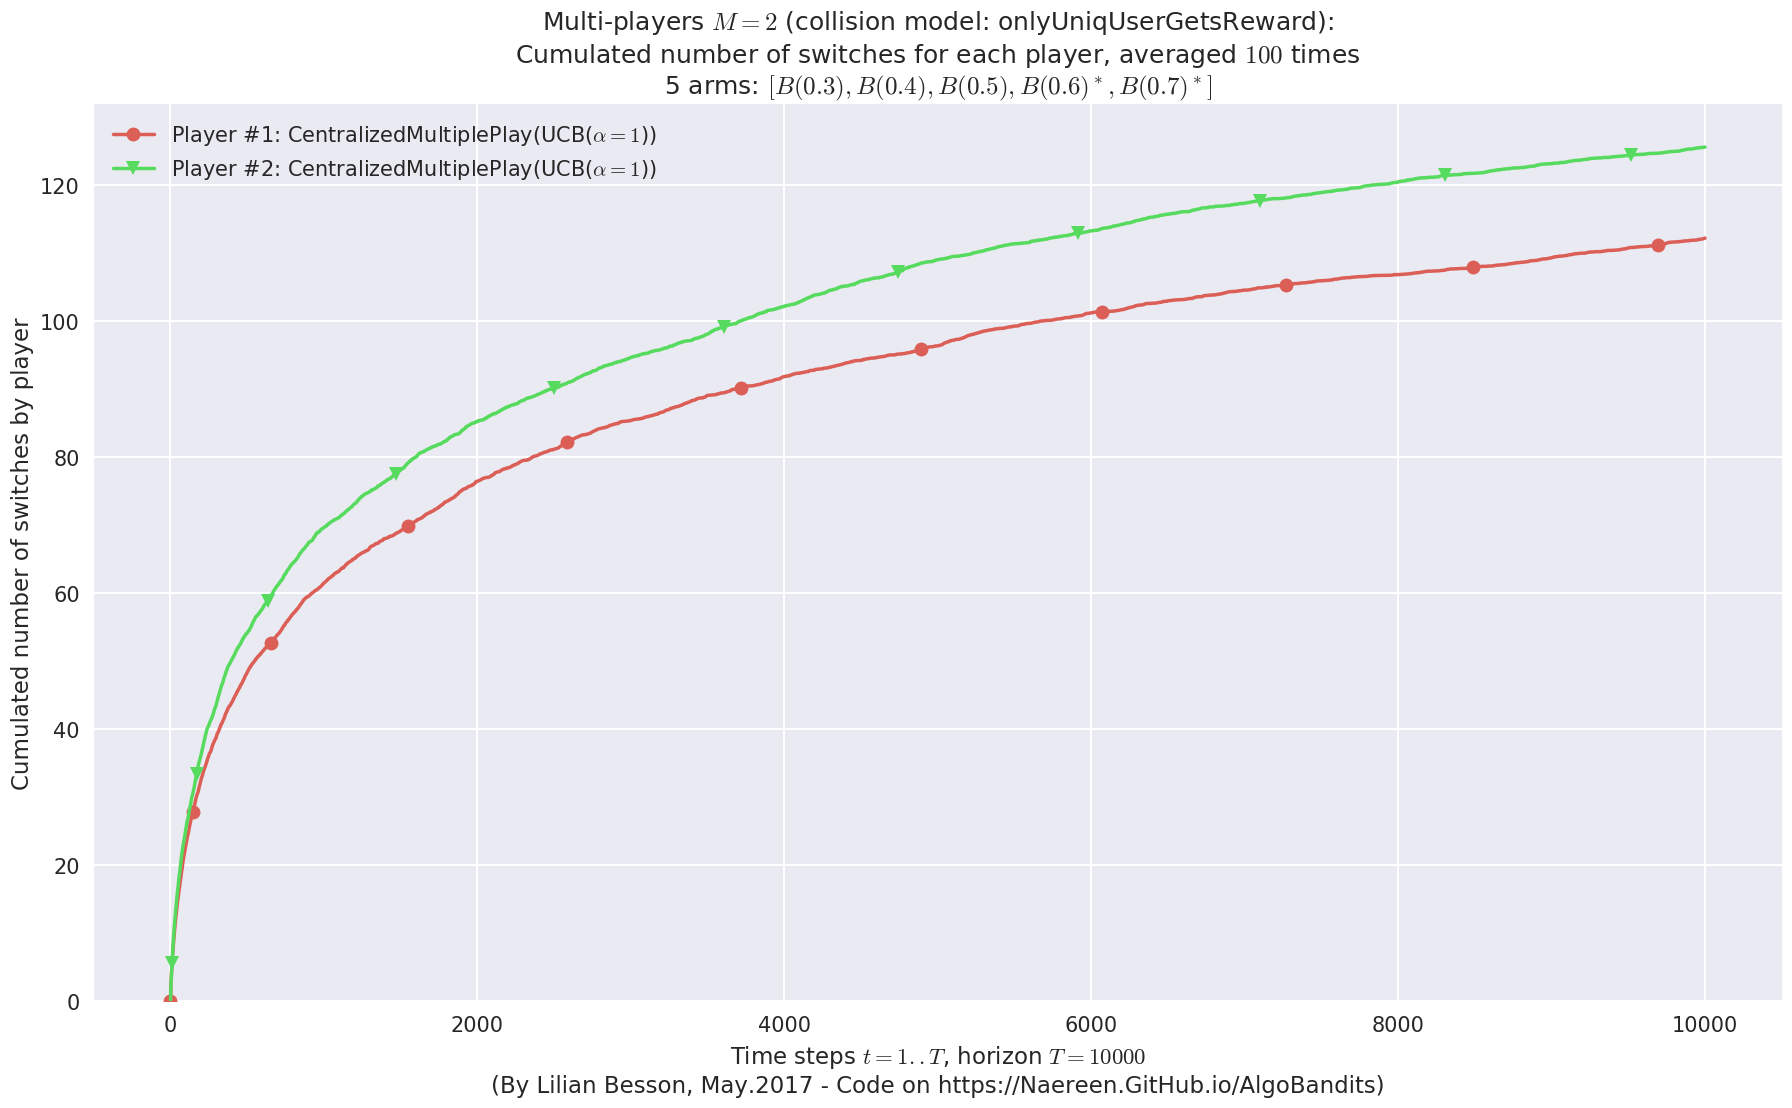 Multi-players M = 2 (collision model: onlyUniqUserGetsReward):
Cumulated number of switches for each player, averaged 100 times
5 arms: [B(0.3), B(0.4), B(0.5), B(0.6)*, B(0.7)*]
Player #1: CentralizedMultiplePlay(UCB(α = 1))
Player #2: CentralizedMultiplePlay(UCB(α = 1))
Cumulated number of switches by player
120
100
80
60
40
20
0
0 2000 4000 6000 8000 10000
Time steps t = 1..T, horizon T = 10000
(By Lilian Besson, May.2017 - Code on https://Naereen.GitHub.io/AlgoBandits)